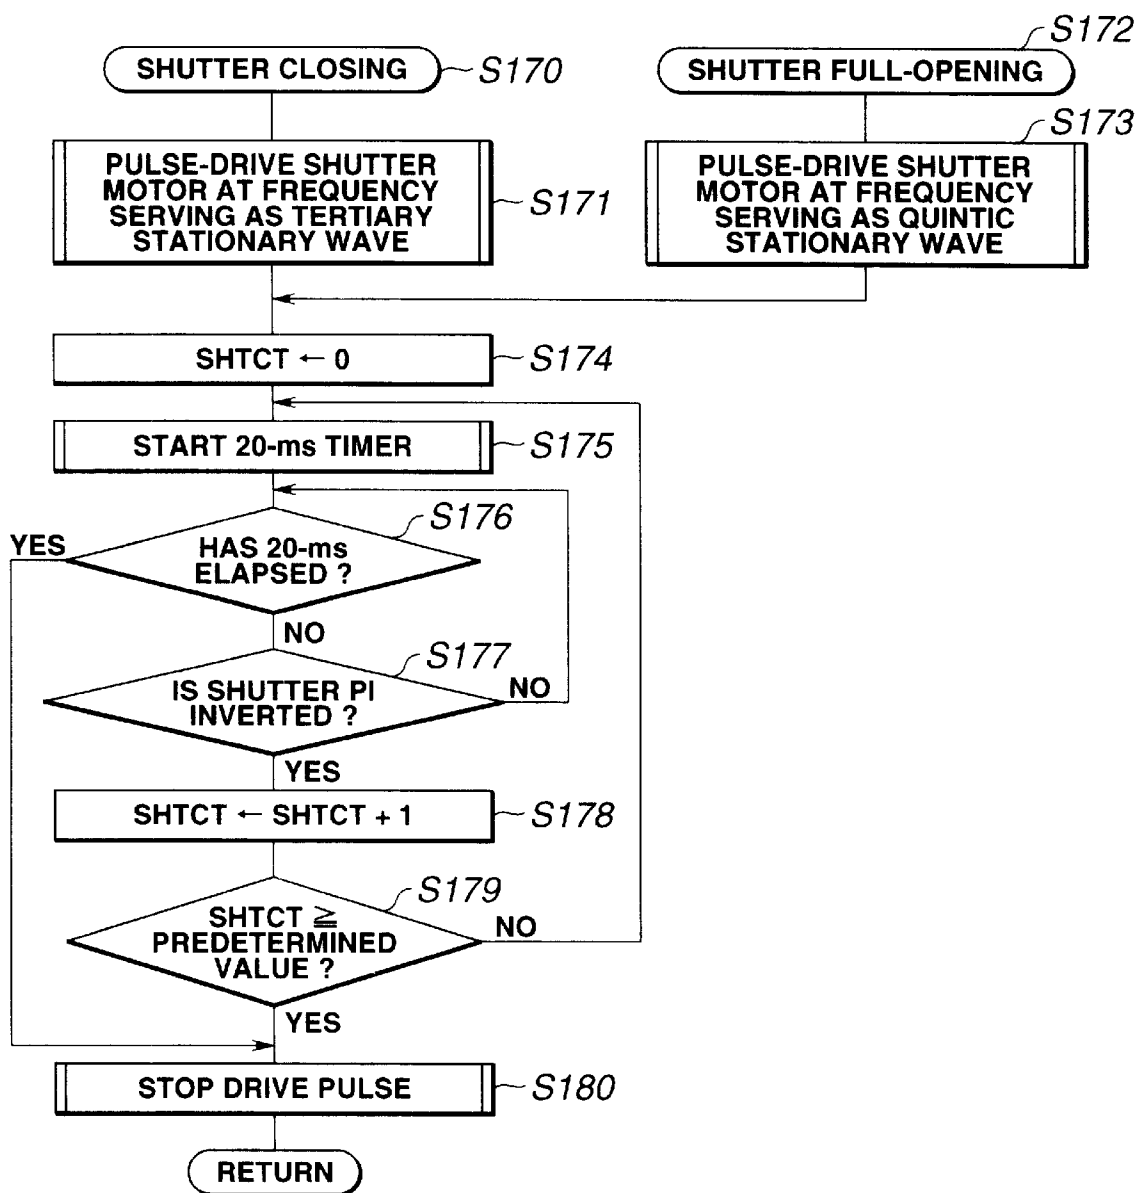 SHUTTER CLOSING
S170
SHUTTER FULL-OPENING
S172
PULSE-DRIVE SHUTTER
MOTOR AT FREQUENCY
SERVING AS TERTIARY
STATIONARY WAVE
S171
PULSE-DRIVE SHUTTER
MOTOR AT FREQUENCY
SERVING AS QUINTIC
STATIONARY WAVE
S173
SHTCT ← 0
S174
START 20-ms TIMER
S175
HAS 20-ms
ELAPSED ?
S176
YES
NO
IS SHUTTER PI
INVERTED ?
S177
NO
YES
SHTCT ← SHTCT + 1
S178
SHTCT ≧
PREDETERMINED
VALUE ?
S179
NO
YES
STOP DRIVE PULSE
S180
RETURN